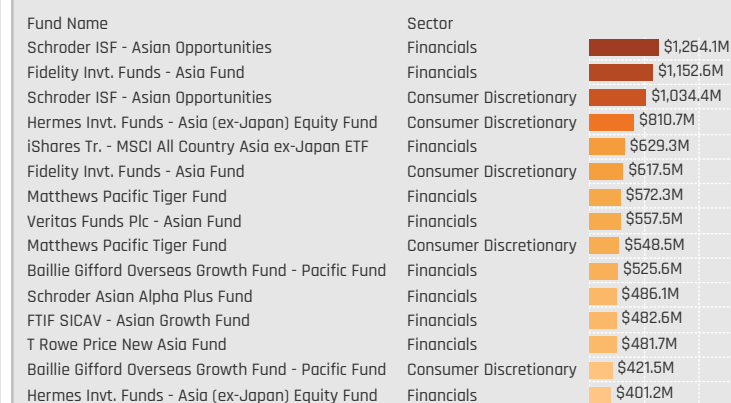 Fund Name Sector
Schroder ISF - Asian Opportunities Financials $1,264.1M
Fidelity Invt. Funds - Asia Fund Financials $1,152.6M
Schroder ISF - Asian Opportunities Consumer Discretionary $1,034.4M
Hermes Invt. Funds - Asia (ex-Japan) Equity Fund Consumer Discretionary $810.7M
iShares Tr. - MSCI All Country Asia ex-Japan ETF Financials $629.3M
Fidelity Invt. Funds - Asia Fund Consumer Discretionary $617.5M
Matthews Pacific Tiger Fund Financials $572.3M
Veritas Funds Plc - Asian Fund Financials $557.5M
Matthews Pacific Tiger Fund Consumer Discretionary $548.5M
Baillie Gifford Overseas Growth Fund - Pacific Fund Financials $525.6M
Schroder Asian Alpha Plus Fund Financials $486.1M
FTIF SICAV - Asian Growth Fund Financials $482.6M
T Rowe Price New Asia Fund Financials $481.7M
Baillie Gifford Overseas Growth Fund - Pacific Fund Consumer Discretionary $421.5M
Hermes Invt. Funds - Asia (ex-Japan) Equity Fund Financials $401.2M